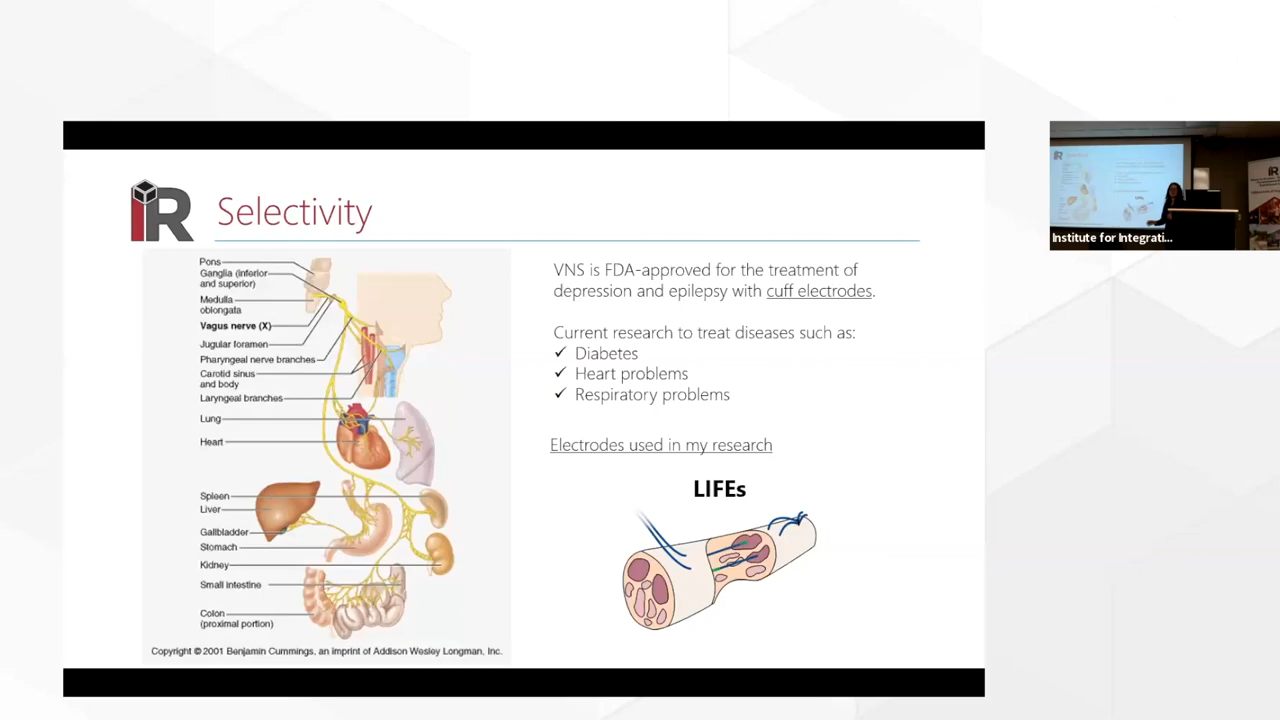 IR Selectivity
Pons
Ganglia (inferior
and superior)
Medulla
oblongata
Vagus nerve (X)
Jugular foramen
Pharyngeal nerve branches
Carotid sinus
and body
Laryngeal branches
Lung
Heart
Spleen
Liver
Gallbladder
Stomach
Kidney
Small intestine
Colon
(proximal portion)
Copyright © 2001 Benjamin Cummings, an imprint of Addison Wesley Longman, Inc.
VNS is FDA-approved for the treatment of
depression and epilepsy with cuff electrodes.
Current research to treat diseases such as:
✓ Diabetes
✓ Heart problems
✓ Respiratory problems
Electrodes used in my research
LIFEs
Institute for Integrati...